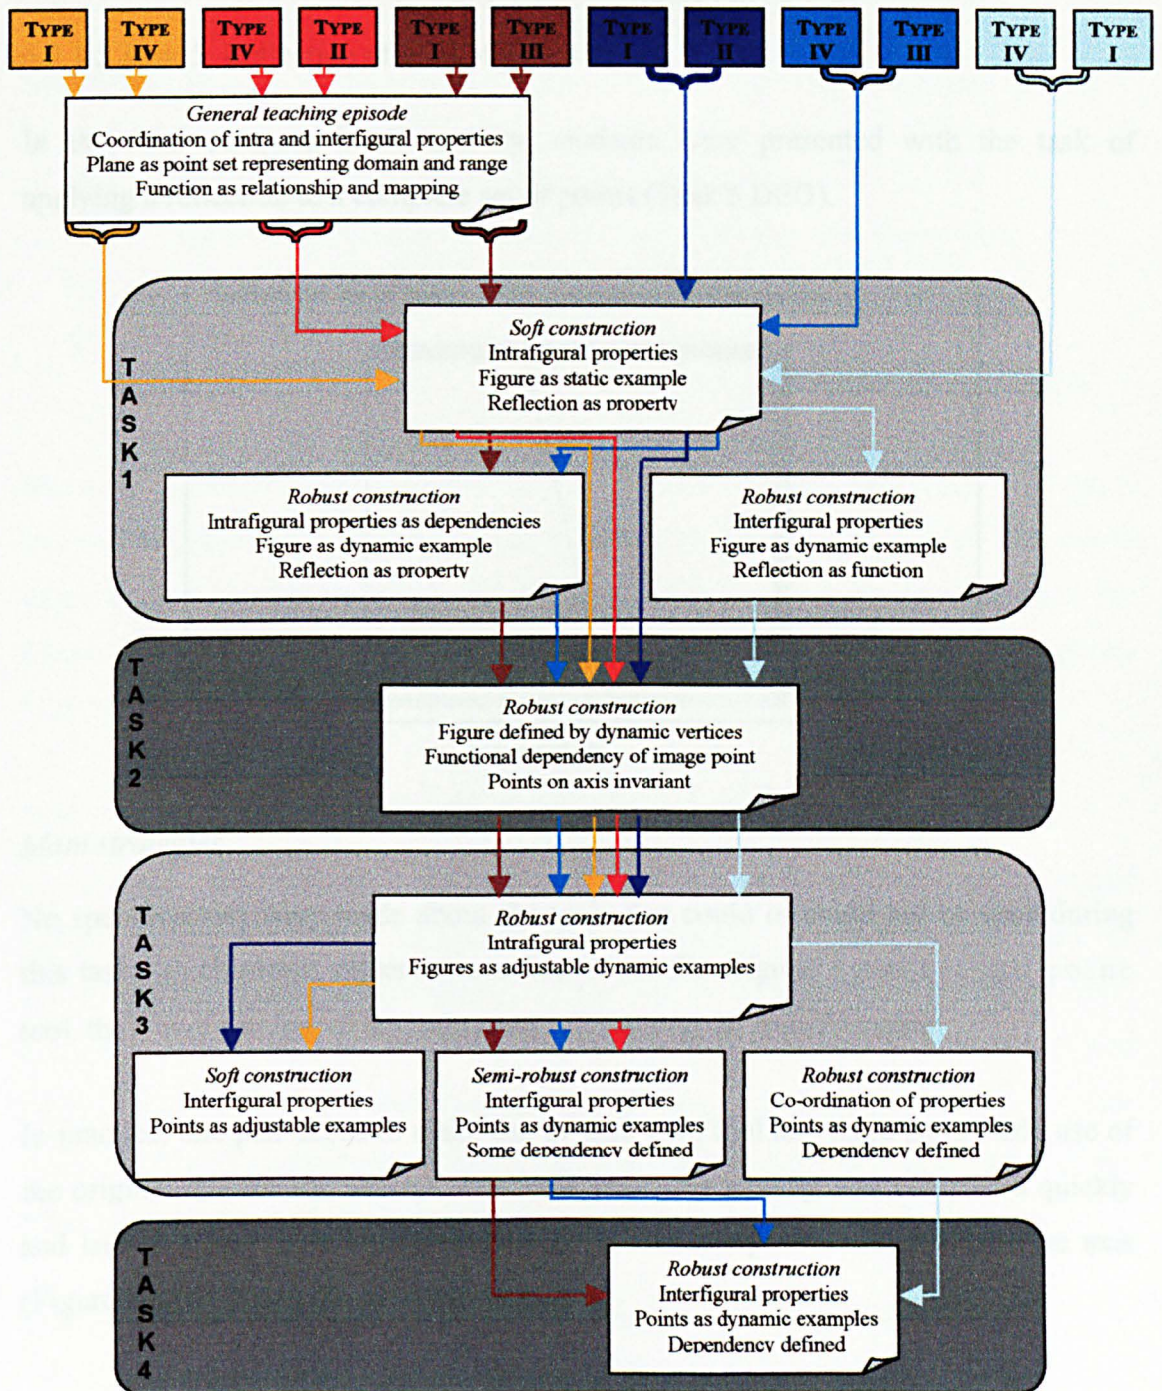 TYPE I
TYPE IV
TYPE IV
TYPE II
TYPE I
TYPE III
TYPE I
TYPE II
TYPE IV
TYPE III
TYPE IV
TYPE I
General teaching episode
Coordination of intra and interfigural properties
Plane as point set representing domain and range
Function as relationship and mapping
TASK 1
Soft construction
Intrafigural properties
Figure as static example
Reflection as property
Robust construction
Intrafigural properties as dependencies
Figure as dynamic example
Reflection as property
Robust construction
Interfigural properties
Figure as dynamic example
Reflection as function
TASK 2
Robust construction
Figure defined by dynamic vertices
Functional dependency of image point
Points on axis invariant
TASK 3
Robust construction
Intrafigural properties
Figures as adjustable dynamic examples
Soft construction
Interfigural properties
Points as adjustable examples
Semi-robust construction
Interfigural properties
Points as dynamic examples
Some dependency defined
Robust construction
Co-ordination of properties
Points as dynamic examples
Dependency defined
TASK 4
Robust construction
Interfigural properties
Points as dynamic examples
Dependency defined